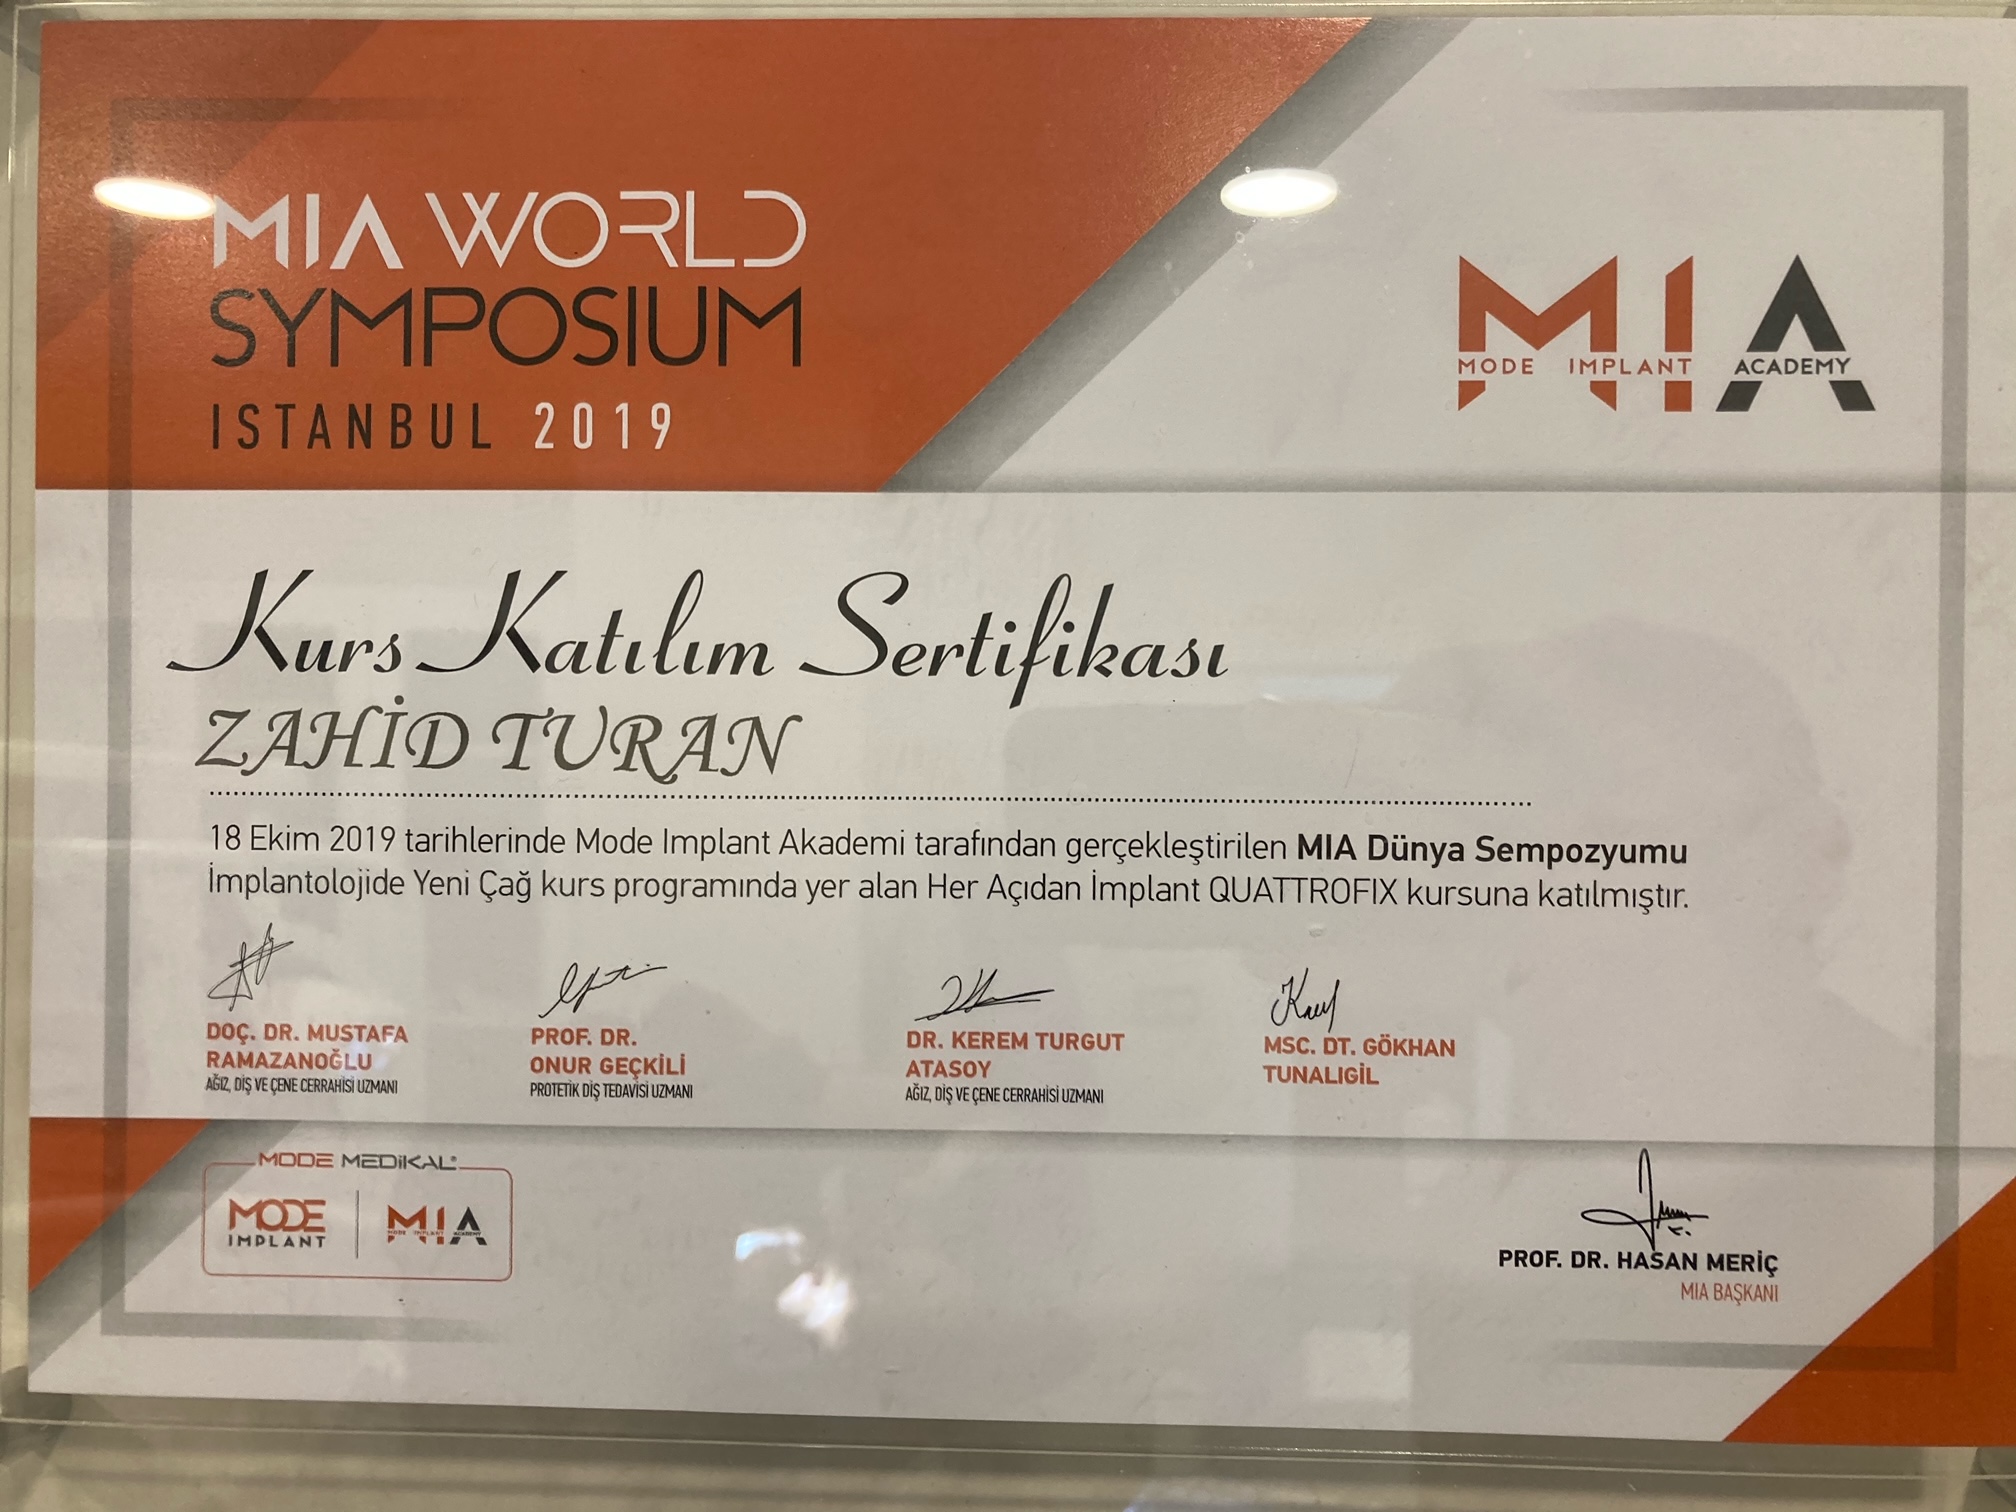 MIA WORLD
SYMPOSIUM
ISTANBUL 2019
MIA
MODE IMPLANT ACADEMY
Kurs Katılım Sertifikası
ZAHİD TURAN
18 Ekim 2019 tarihlerinde Mode Implant Akademi tarafından gerçekleştirilen MIA Dünya Sempozyumu
İmplantolojide Yeni Çağ kurs programında yer alan Her Açıdan İmplant QUATTROFIX kursuna katılmıştır.
DOÇ. DR. MUSTAFA
RAMAZANOĞLU
AĞIZ, DİŞ VE ÇENE CERRAHİSİ UZMANI
PROF. DR.
ONUR GEÇKİLİ
PROTETİK DİŞ TEDAVİSİ UZMANI
DR. KEREM TURGUT
ATASOY
AĞIZ, DİŞ VE ÇENE CERRAHİSİ UZMANI
MSC. DT. GÖKHAN
TUNALIGİL
MODE MEDİKAL®
MODE
IMPLANT
MIA
MODE IMPLANT ACADEMY
PROF. DR. HASAN MERİÇ
MIA BAŞKANI